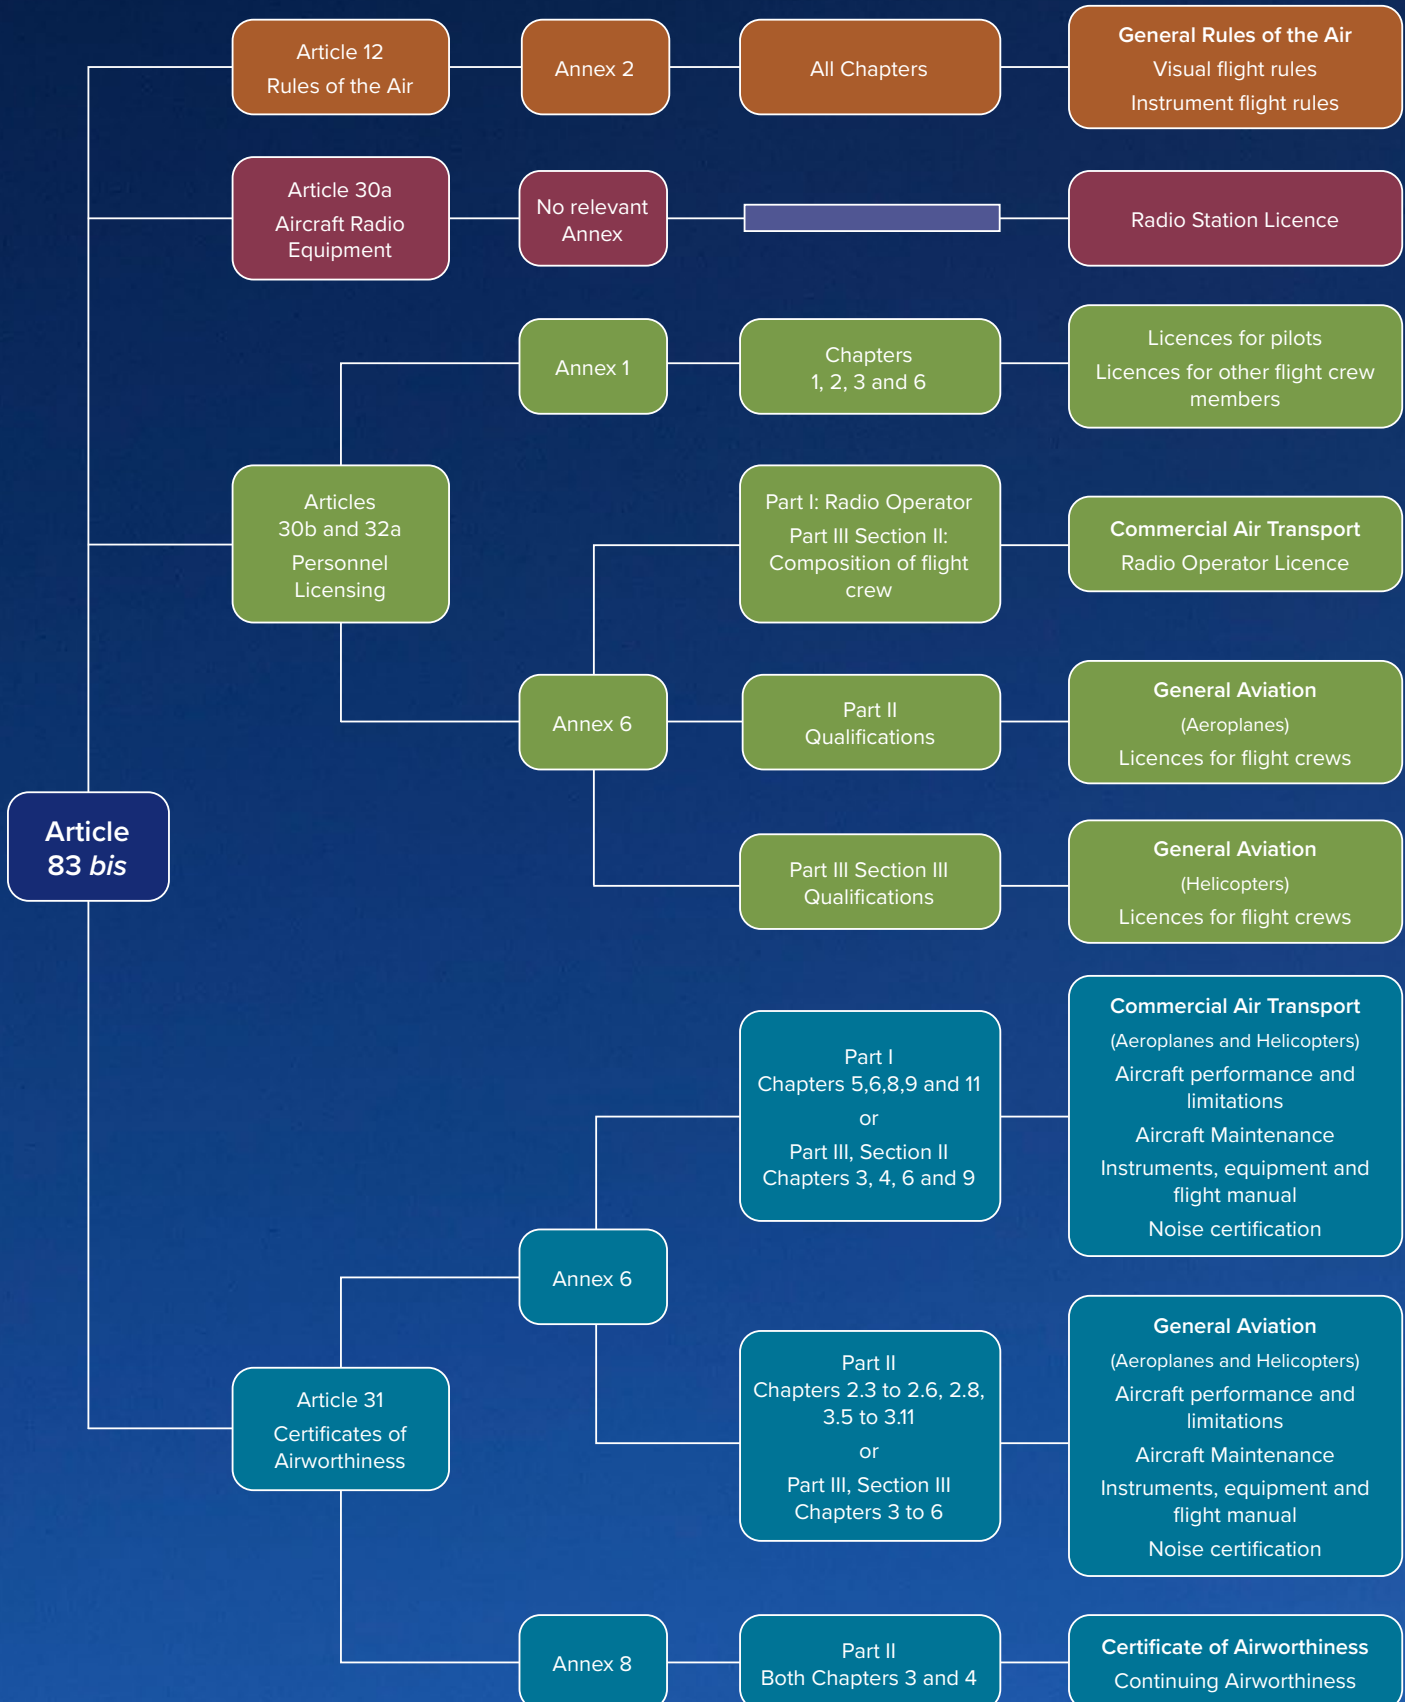 Article 12
Rules of the Air
Annex 2
All Chapters
General Rules of the Air
Visual flight rules
Instrument flight rules
Article 30a
Aircraft Radio
Equipment
No relevant
Annex
Radio Station Licence
Annex 1
Chapters
1, 2, 3 and 6
Licences for pilots
Licences for other flight crew
members
Articles
30b and 32a
Personnel
Licensing
Part I: Radio Operator
Part III Section II:
Composition of flight
crew
Commercial Air Transport
Radio Operator Licence
Annex 6
Part II
Qualifications
General Aviation
(Aeroplanes)
Licences for flight crews
Article
83 bis
Part III Section III
Qualifications
General Aviation
(Helicopters)
Licences for flight crews
Part I
Chapters 5,6,8,9 and 11
or
Part III, Section II
Chapters 3, 4, 6 and 9
Commercial Air Transport
(Aeroplanes and Helicopters)
Aircraft performance and
limitations
Aircraft Maintenance
Instruments, equipment and
flight manual
Noise certification
Annex 6
Article 31
Certificates of
Airworthiness
Part II
Chapters 2.3 to 2.6, 2.8,
3.5 to 3.11
or
Part III, Section III
Chapters 3 to 6
General Aviation
(Aeroplanes and Helicopters)
Aircraft performance and
limitations
Aircraft Maintenance
Instruments, equipment and
flight manual
Noise certification
Annex 8
Part II
Both Chapters 3 and 4
Certificate of Airworthiness
Continuing Airworthiness